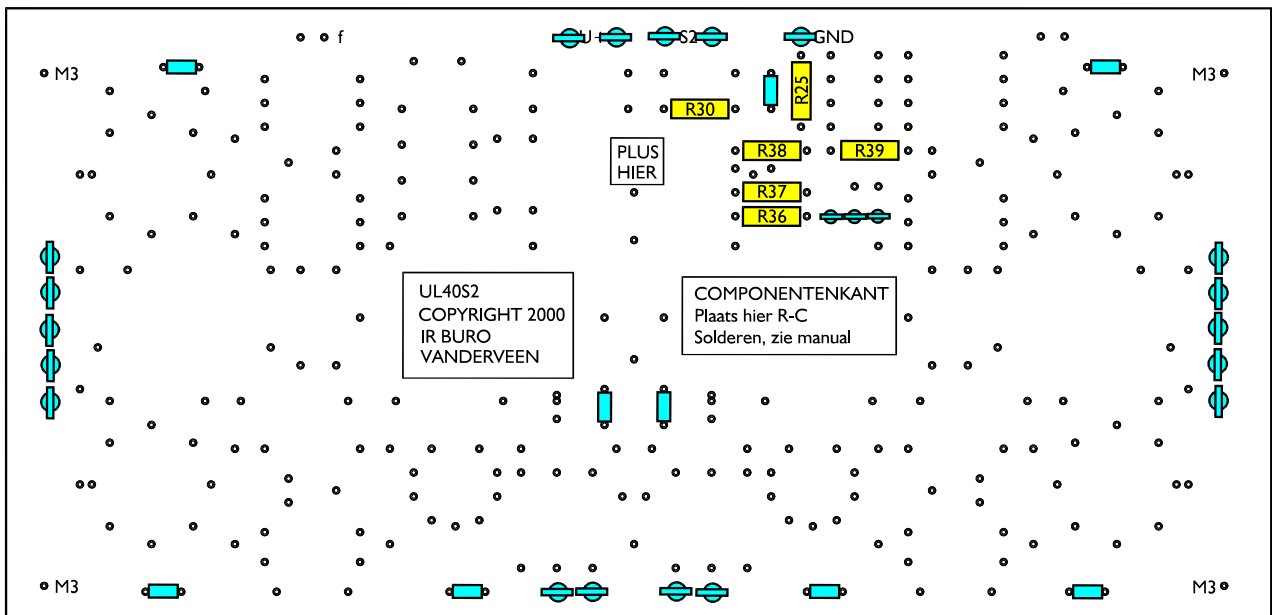 f
U+
S2
GND
M3
M3
R25
R30
PLUS
HIER
R38
R39
R37
R36
UL40S2
COPYRIGHT 2000
IR BURO
VANDERVEEN
COMPONENTENKANT
Plaats hier R-C
Solderen, zie manual
M3
M3